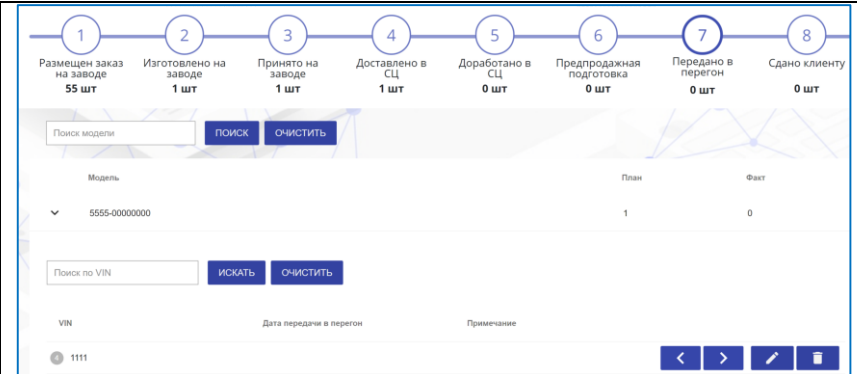 1 2 3 4 5 6 7 8
Размещен заказ на заводе
55 шт
Изготовлено на заводе
1 шт
Принято на заводе
1 шт
Доставлено в СЦ
1 шт
Доработано в СЦ
0 шт
Предпродажная подготовка
0 шт
Передано в перегон
0 шт
Сдано клиенту
0 шт
Поиск модели ПОИСК ОЧИСТИТЬ
Модель План Факт
5555-00000000 1 0
Поиск по VIN ИСКАТЬ ОЧИСТИТЬ
VIN Дата передачи в перегон Примечание
4 1111